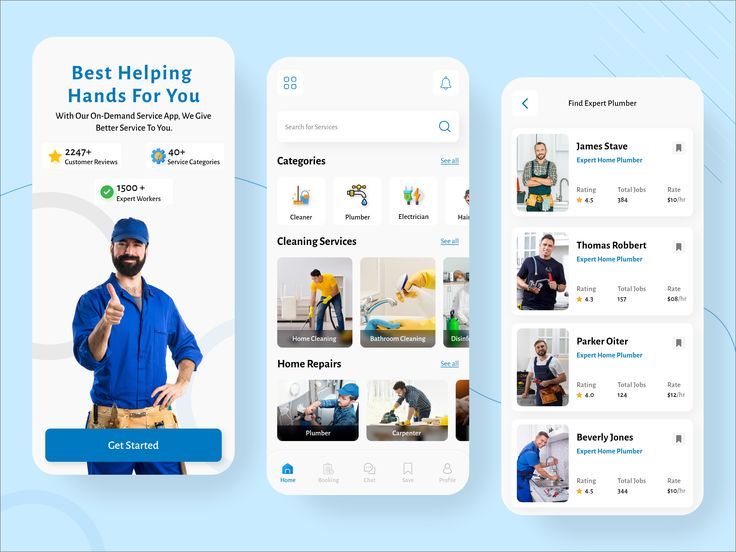 Best Helping
Hands For You
With Our On-Demand Service App, We Give
Better Service To You.
2247+
Customer Reviews
40+
Service Categories
1500 +
Expert Workers
Get Started
Search for Services
Categories
See all
Cleaner
Plumber
Electrician
Hair
Cleaning Services
See all
Home Cleaning
Bathroom Cleaning
Disinf
Home Repairs
See all
Plumber
Carpenter
Home
Booking
Chat
Save
Profile
Find Expert Plumber
James Stave
Expert Home Plumber
Rating Total Jobs Rate
4.5 384 $10/hr
Thomas Robbert
Expert Home Plumber
Rating Total Jobs Rate
4.3 157 $08/hr
Parker Oiter
Expert Home Plumber
Rating Total Jobs Rate
4.0 124 $12/hr
Beverly Jones
Expert Home Plumber
Rating Total Jobs Rate
4.5 344 $10/hr